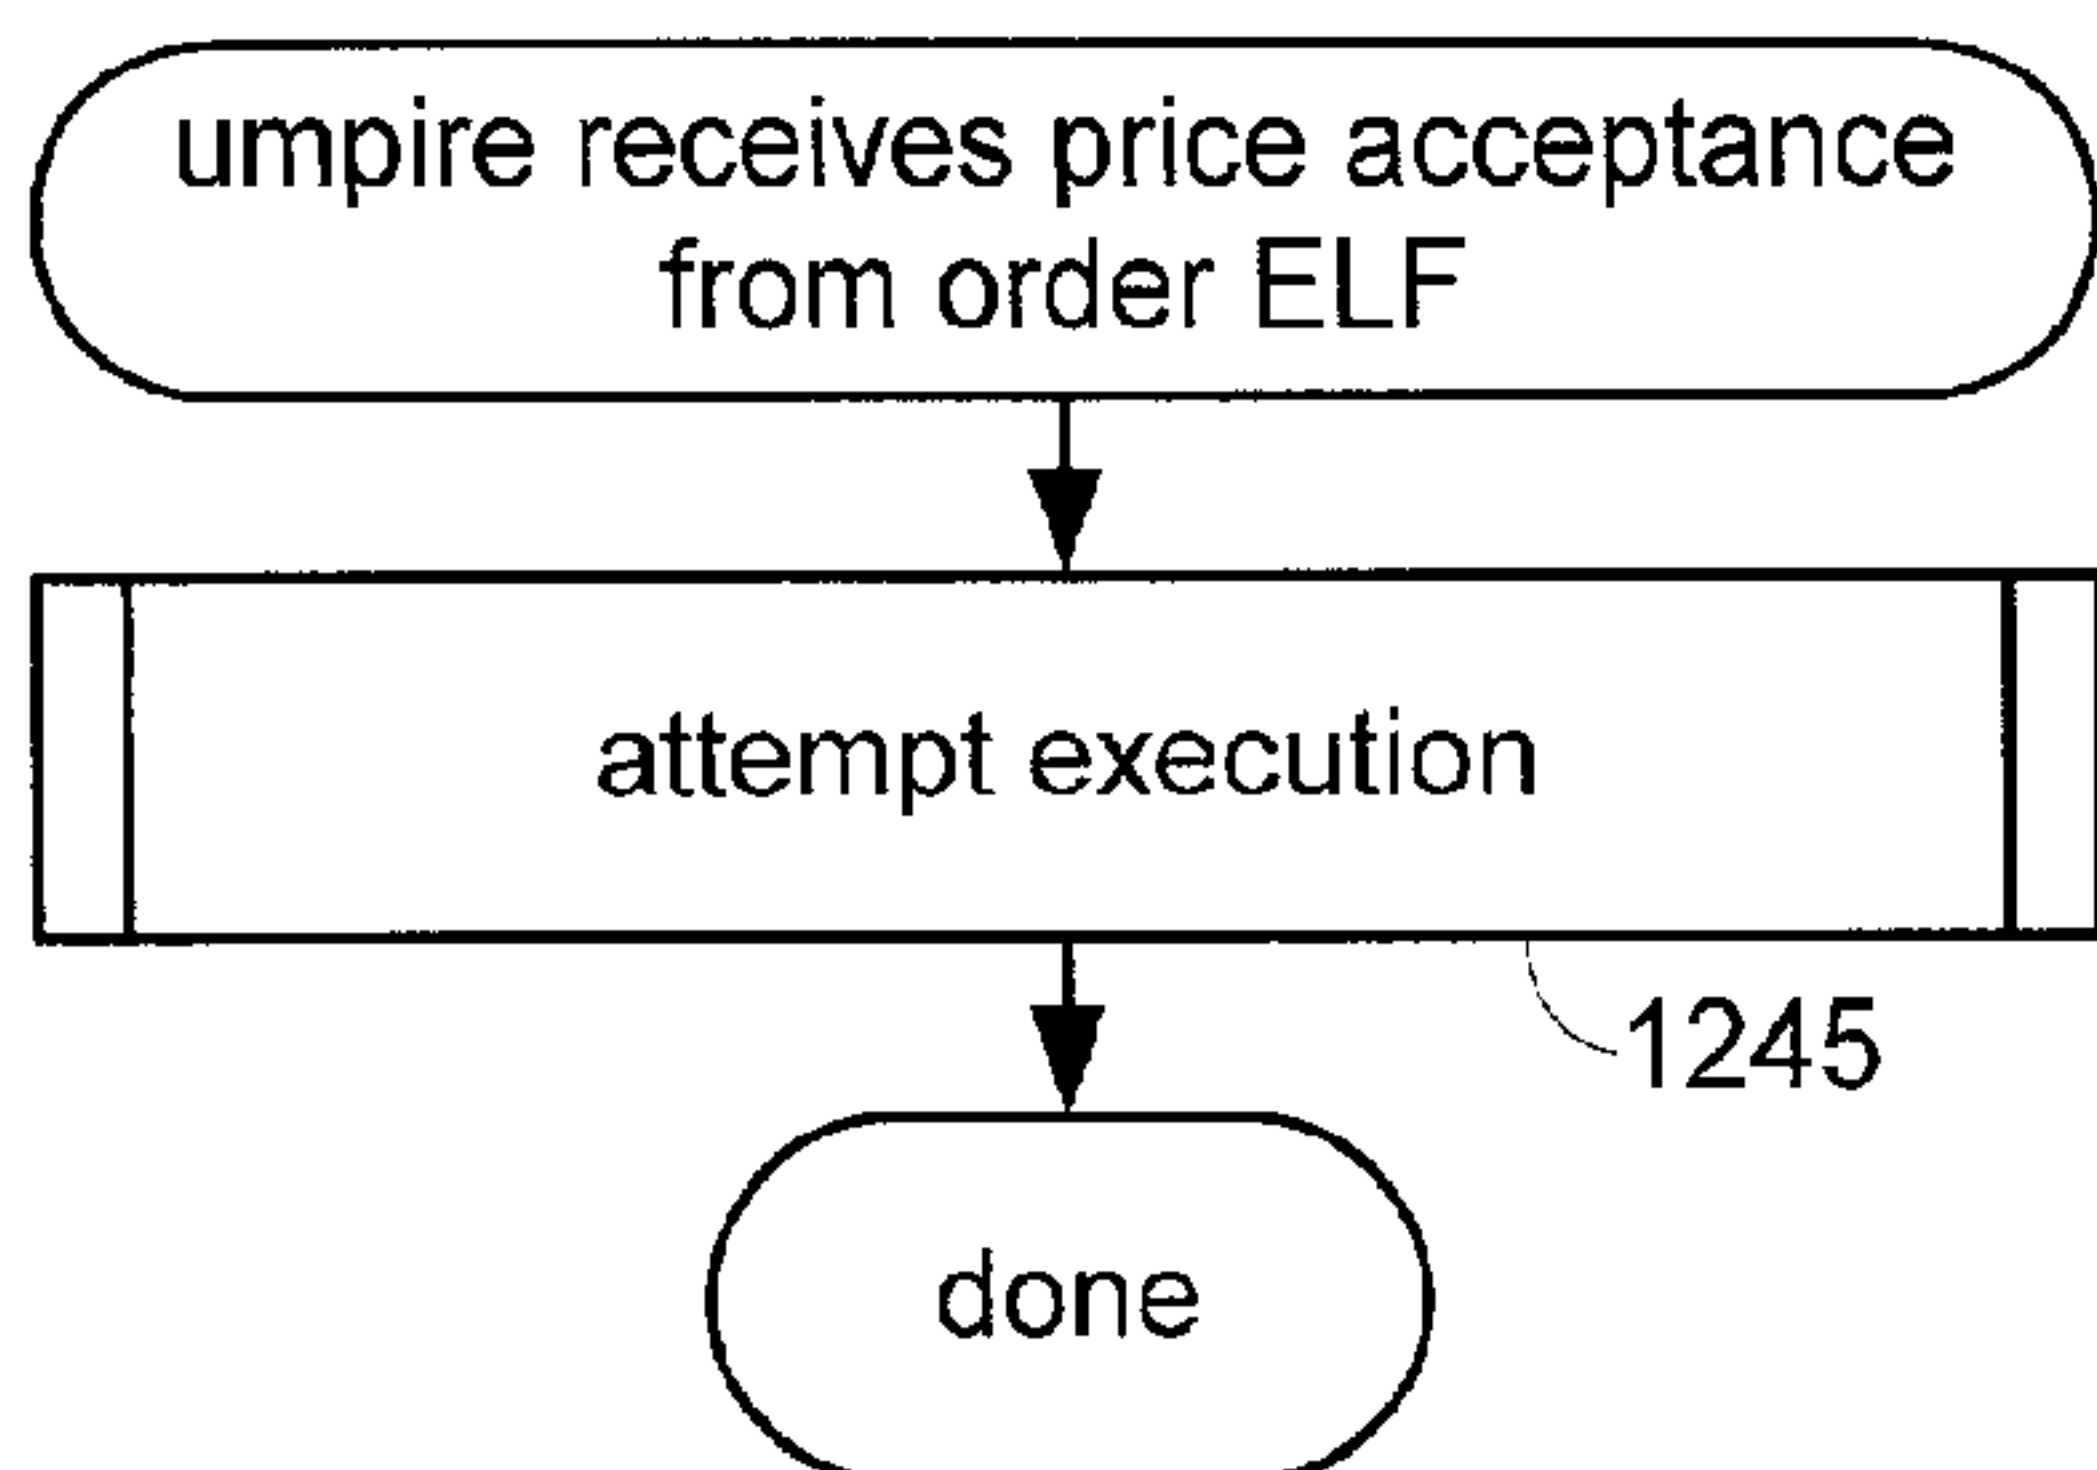 umpire receives price acceptance
from order ELF
attempt execution
1245
done